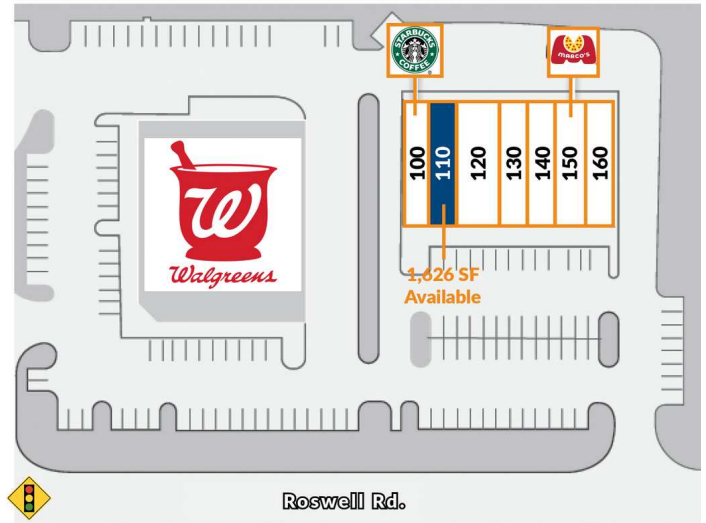 STARBUCKS
COFFEE
MARCO'S
100
110
120
130
140
150
160
W
Walgreens
1,626 SF
Available
Roswell Rd.